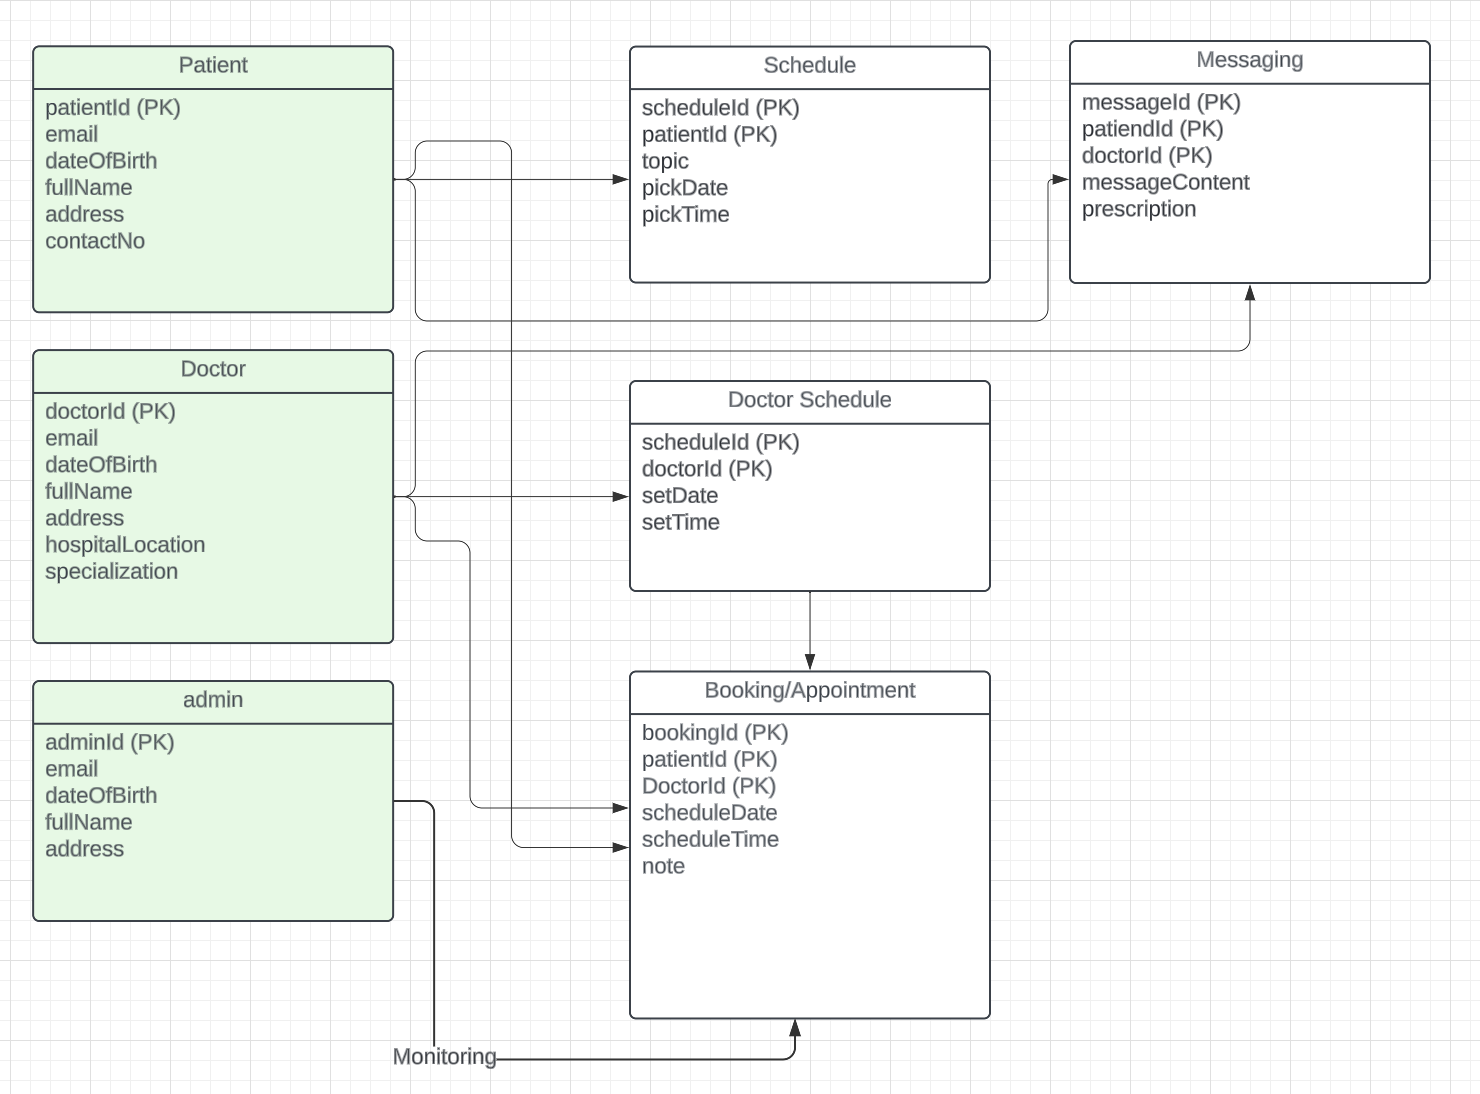 Patient
patientId (PK)
email
dateOfBirth
fullName
address
contactNo
Schedule
scheduleId (PK)
patientId (PK)
topic
pickDate
pickTime
Messaging
messageId (PK)
patiendId (PK)
doctorId (PK)
messageContent
prescription
Doctor
doctorId (PK)
email
dateOfBirth
fullName
address
hospitalLocation
specialization
Doctor Schedule
scheduleId (PK)
doctorId (PK)
setDate
setTime
admin
adminId (PK)
email
dateOfBirth
fullName
address
Booking/Appointment
bookingId (PK)
patientId (PK)
DoctorId (PK)
scheduleDate
scheduleTime
note
Monitoring